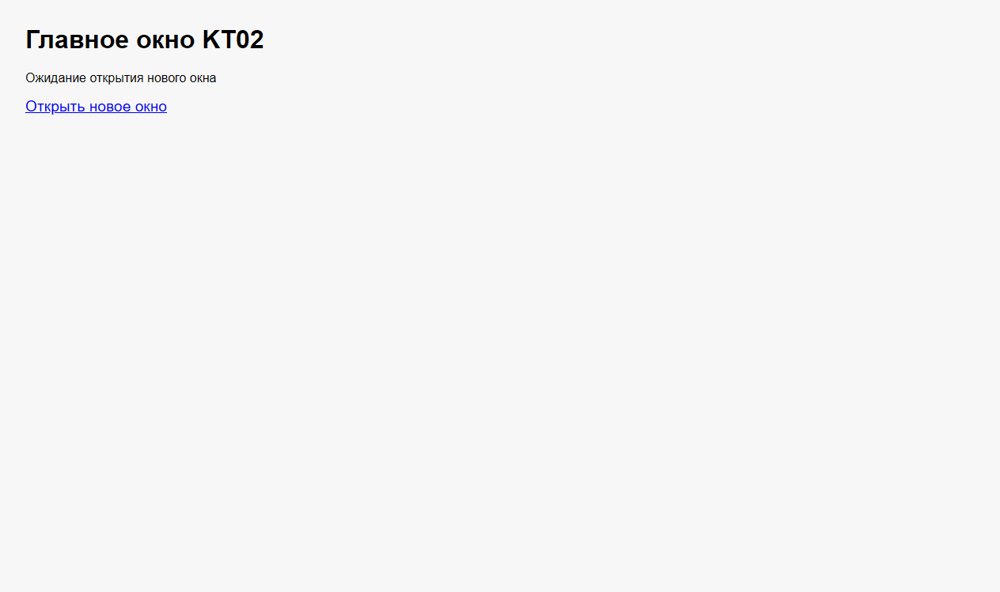 Главное окно КТ02
Ожидание открытия нового окна
Открыть новое окно